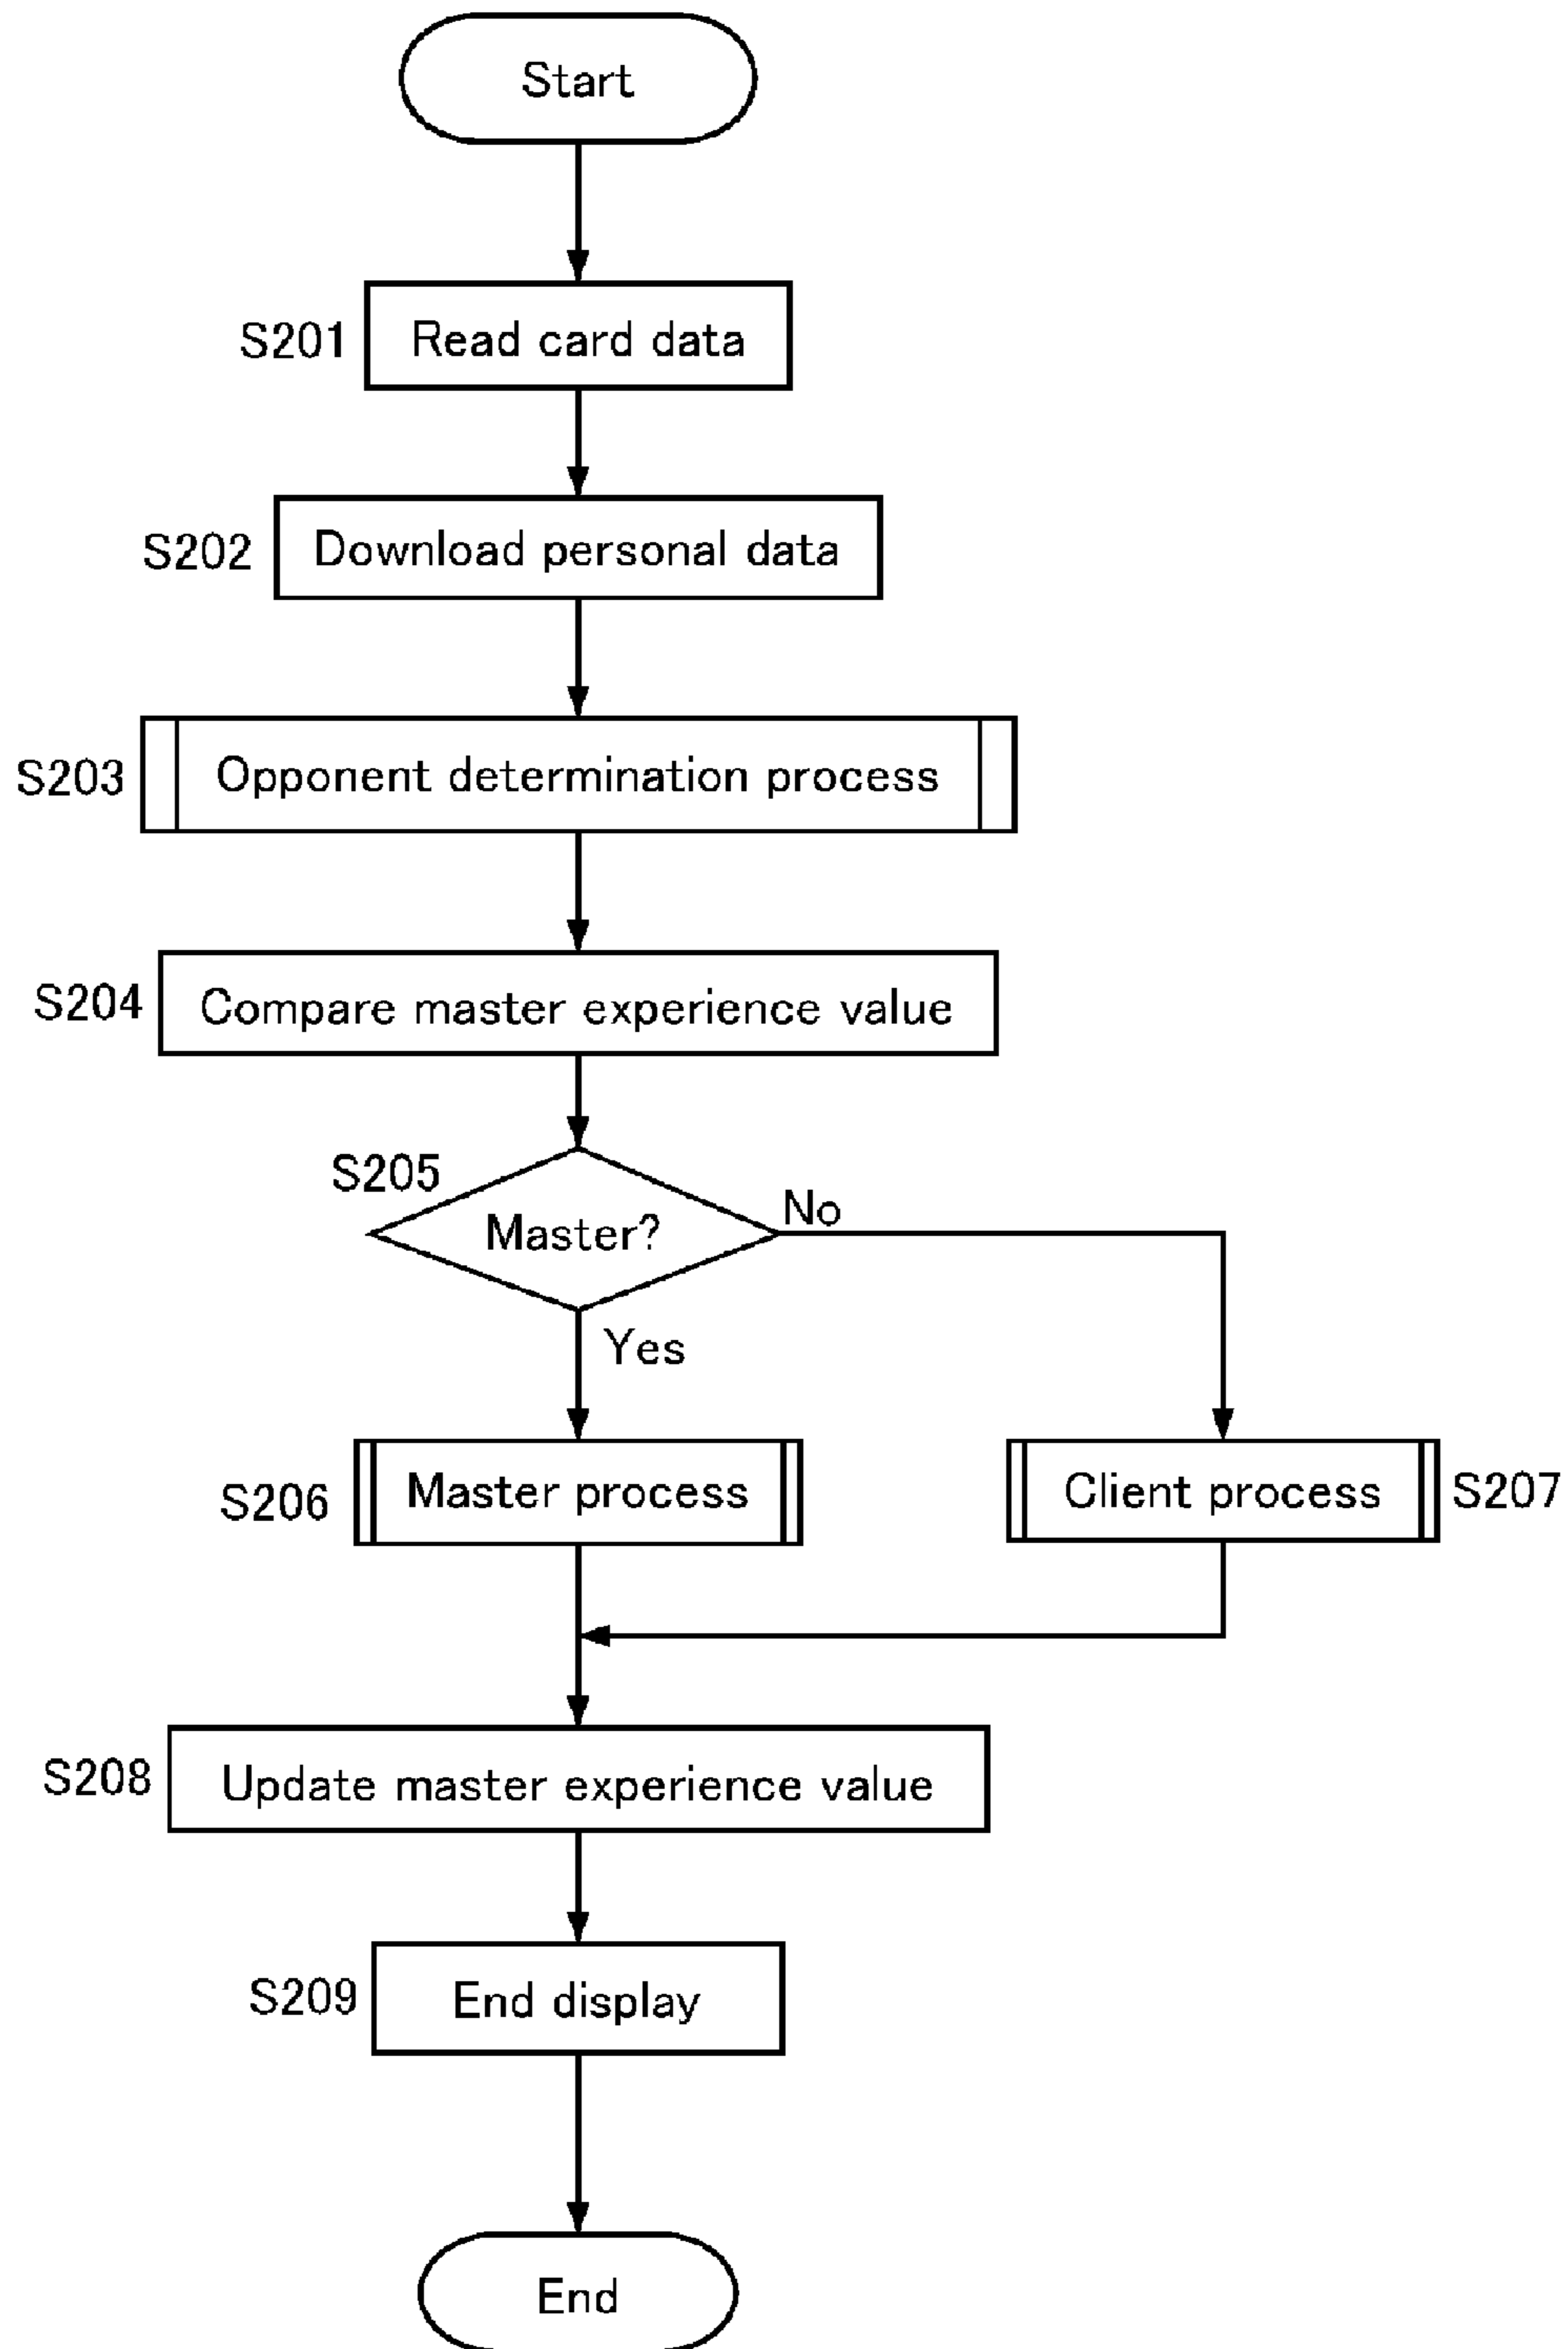 Start
S201
Read card data
S202
Download personal data
S203
Opponent determination process
S204
Compare master experience value
S205
Master?
No
Yes
S206
Master process
Client process
S207
S208
Update master experience value
S209
End display
End